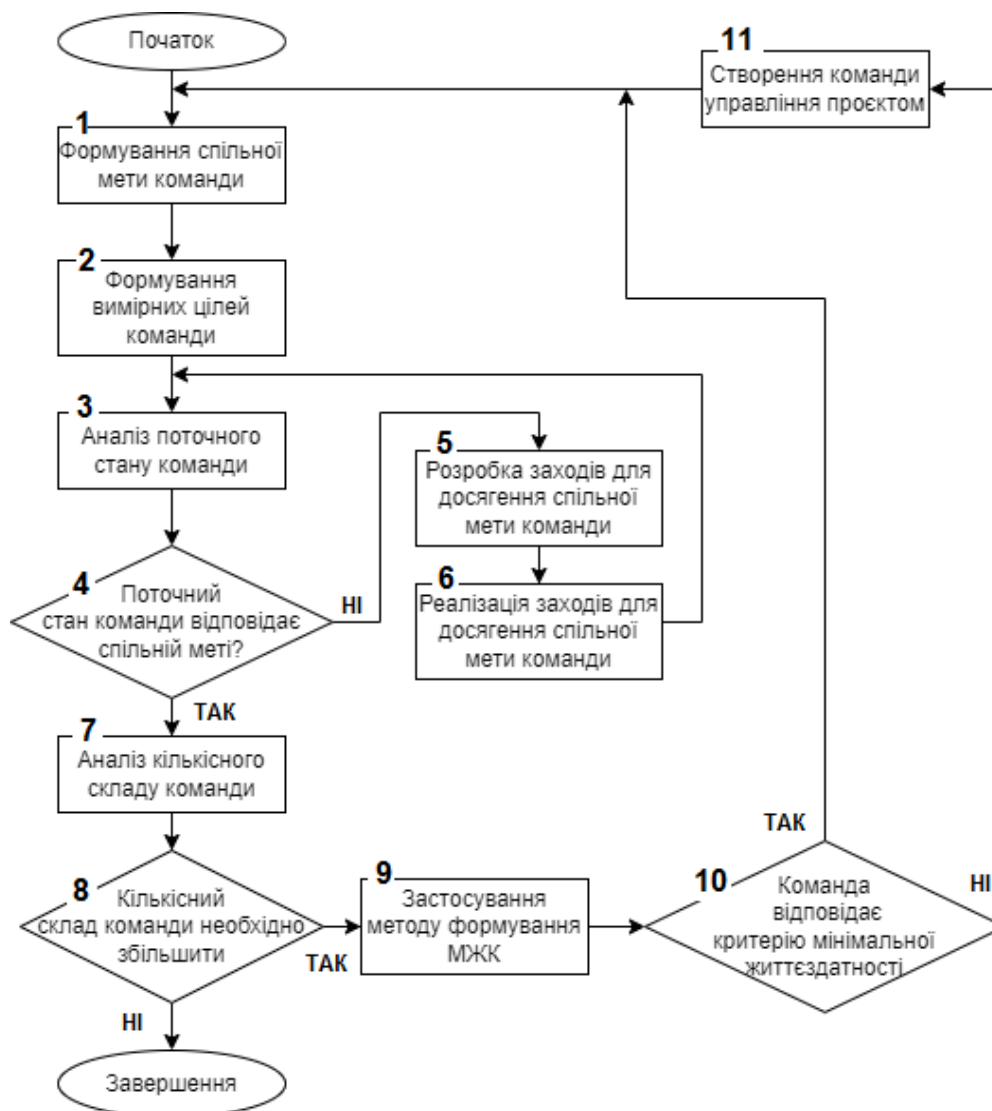 Початок
11
Створення команди
управління проєктом
1
Формування спільної
мети команди
2
Формування
вимірних цілей
команди
3
Аналіз поточного
стану команди
5
Розробка заходів для
досягення спільної
мети команди
4
Поточний
стан команди відповідає
спільній меті?
НІ
6
Реалізація заходів для
досягення спільної
мети команди
ТАК
7
Аналіз кількісного
складу команди
8
Кількісний
склад команди необхідно
збільшити
ТАК
9
Застосування
методу формування
МЖК
10
Команда
відповідає
критерію мінімальної
життєздатності
ТАК
НІ
НІ
Завершення